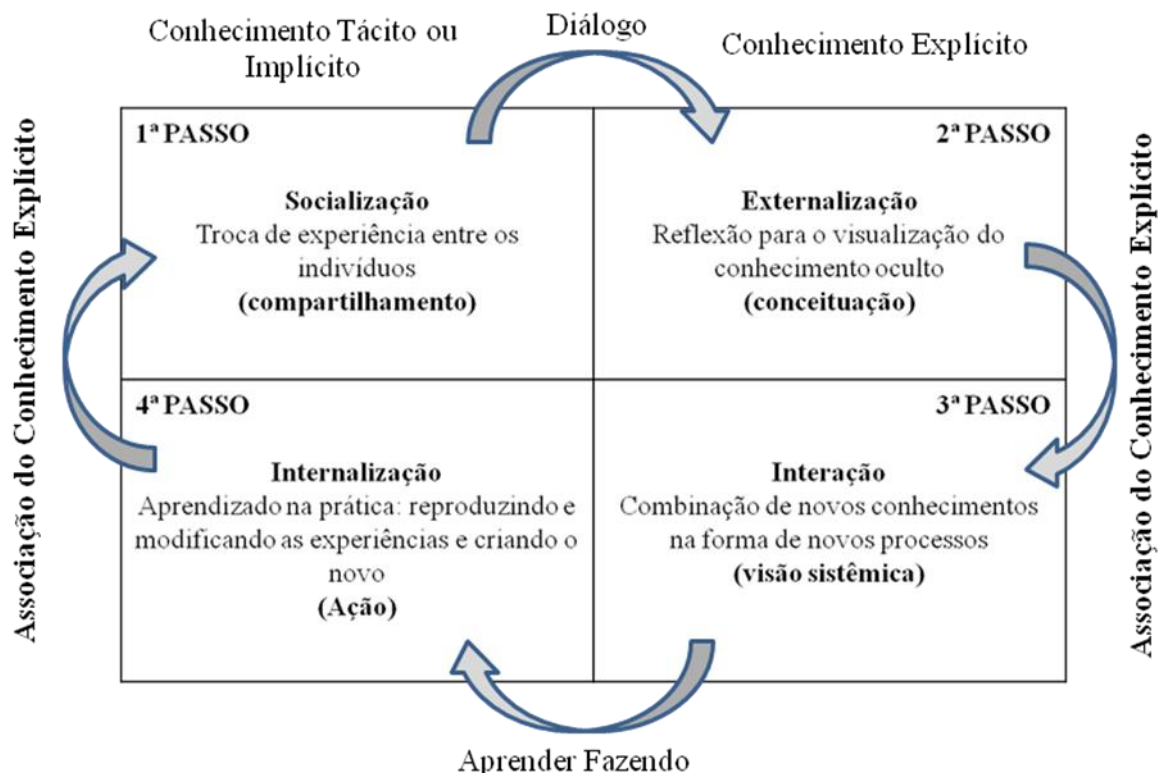 Conhecimento Tácito ou
Implícito
Diálogo
Conhecimento Explícito
Associação do Conhecimento Explícito
1ª PASSO
Socialização
Troca de experiência entre os
indivíduos
(compartilhamento)
2ª PASSO
Externalização
Reflexão para o visualização do
conhecimento oculto
(conceituação)
Associação do Conhecimento Explícito
4ª PASSO
Internalização
Aprendizado na prática: reproduzindo e
modificando as experiências e criando o
novo
(Ação)
3ª PASSO
Interação
Combinação de novos conhecimentos
na forma de novos processos
(visão sistêmica)
Aprender Fazendo